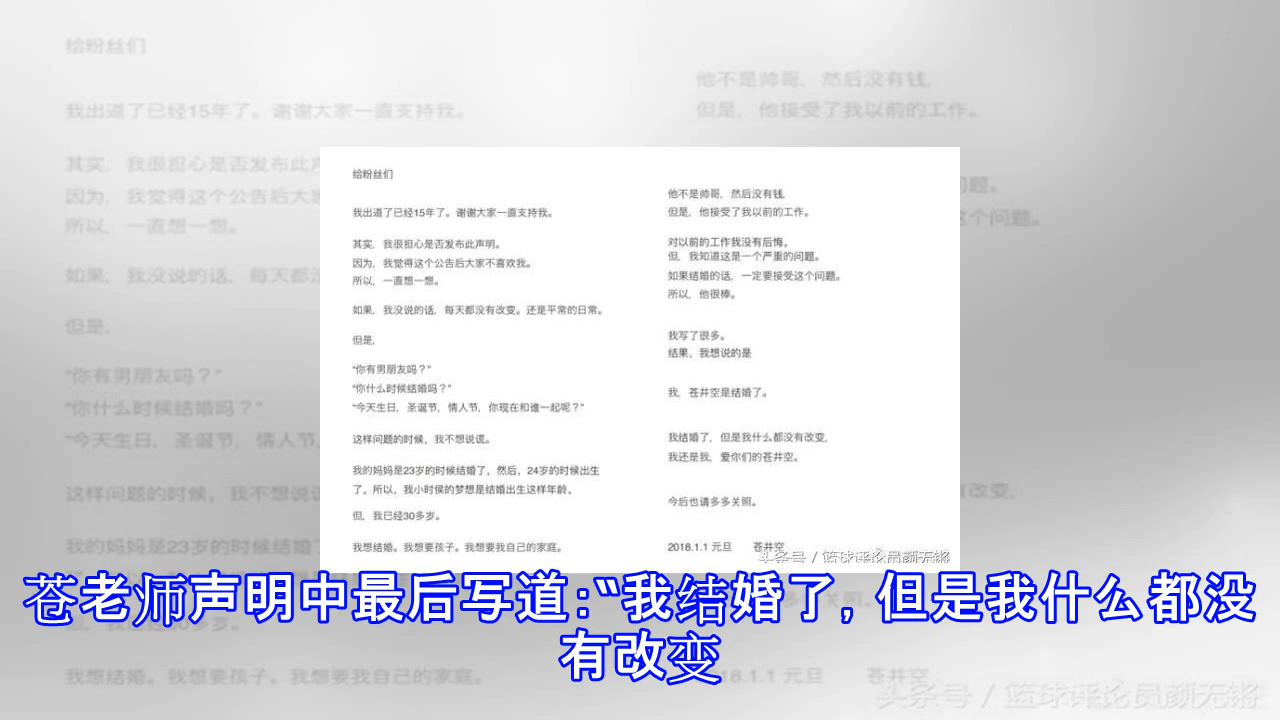 给粉丝们
我出道了已经15年了。谢谢大家一直支持我。
其实，我很担心是否发布此声明。
因为，我觉得这个公告后大家不喜欢我。
所以，一直想一想。
如果，我没说的话，每天都没有改变。还是平常的日常。
但是，
“你有男朋友吗？”
“你什么时候结婚吗？”
“今天生日，圣诞节，情人节，你现在和谁一起呢？”
这样问题的时候，我不想说谎。
我的妈妈是23岁的时候结婚了，然后，24岁的时候出生
了。所以，我小时侯的梦想是结婚出生这样年龄。
但，我已经30多岁。
我想结婚。我想要孩子。我想要我自己的家庭。
他不是帅哥，然后没有钱，
但是，他接受了我以前的工作。
对以前的工作我没有后悔。
但，我知道这是一个严重的问题。
如果结婚的话，一定要接受这个问题。
所以，他很棒。
我写了很多。
结果，我想说的是
我，苍井空是结婚了。
我结婚了，但是我什么都没有改变，
我还是我，爱你们的苍井空。
今后也请多多关照。
2018.1.1 元旦 苍井空
头条号 / 篮球评论员颜无将
苍老师声明中最后写道:“我结婚了, 但是我什么都没
有改变